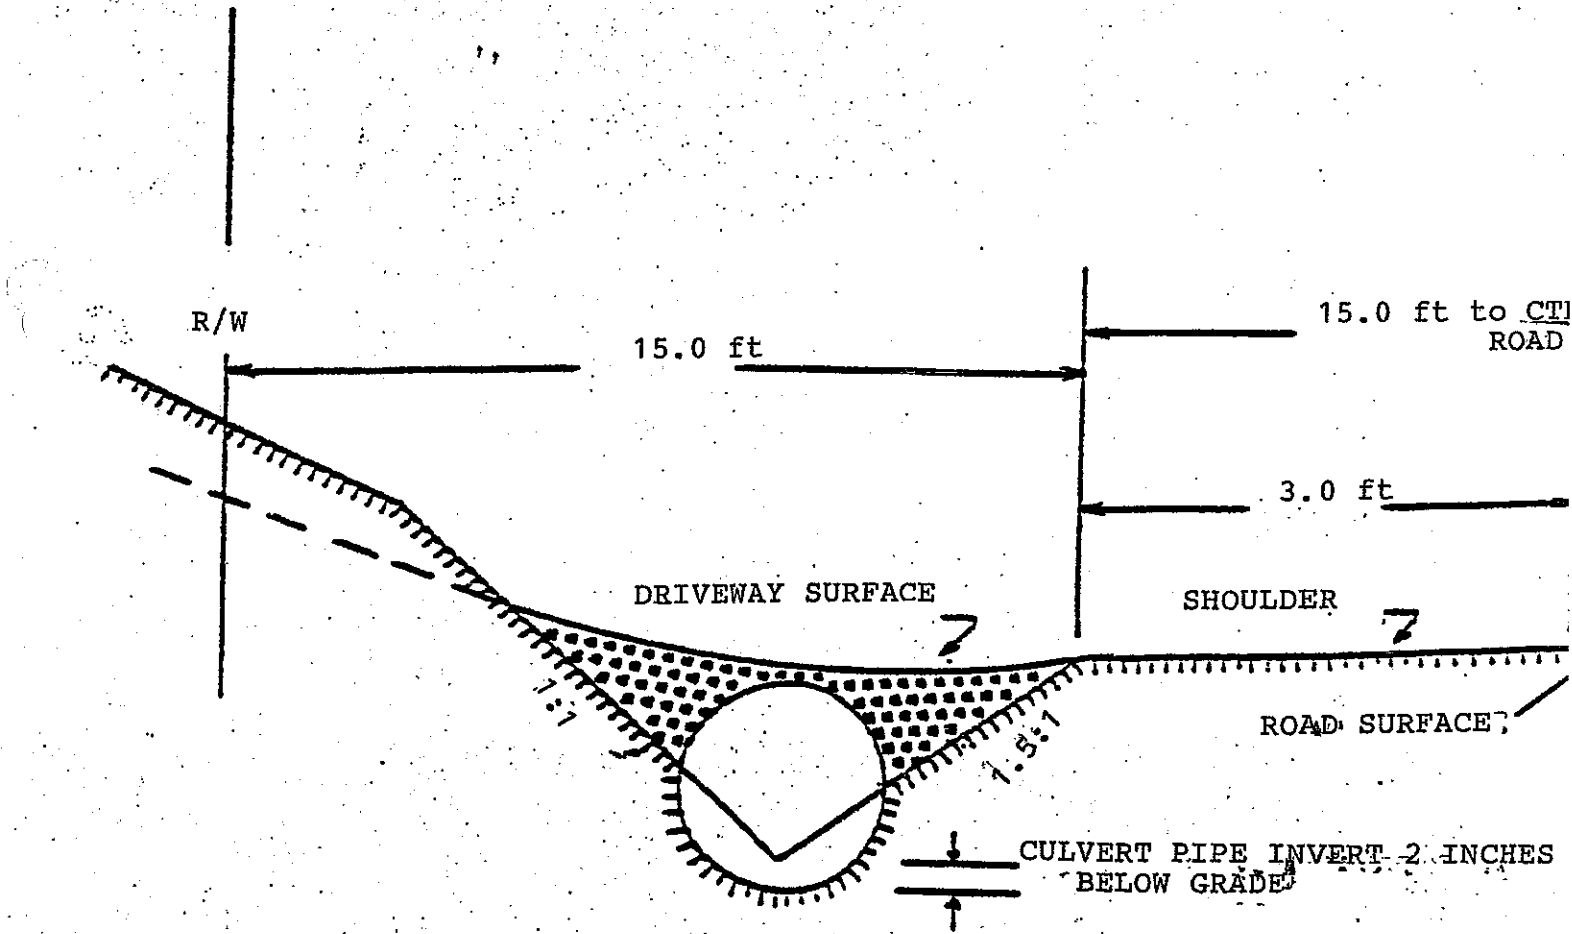 R/W
15.0 ft
15.0 ft to
ROAD
3.0 ft
DRIVEWAY SURFACE
SHOULDER
1:1
1.5:1
ROAD SURFACE
CULVERT PIPE INVERT 2 INCHES
BELOW GRADE